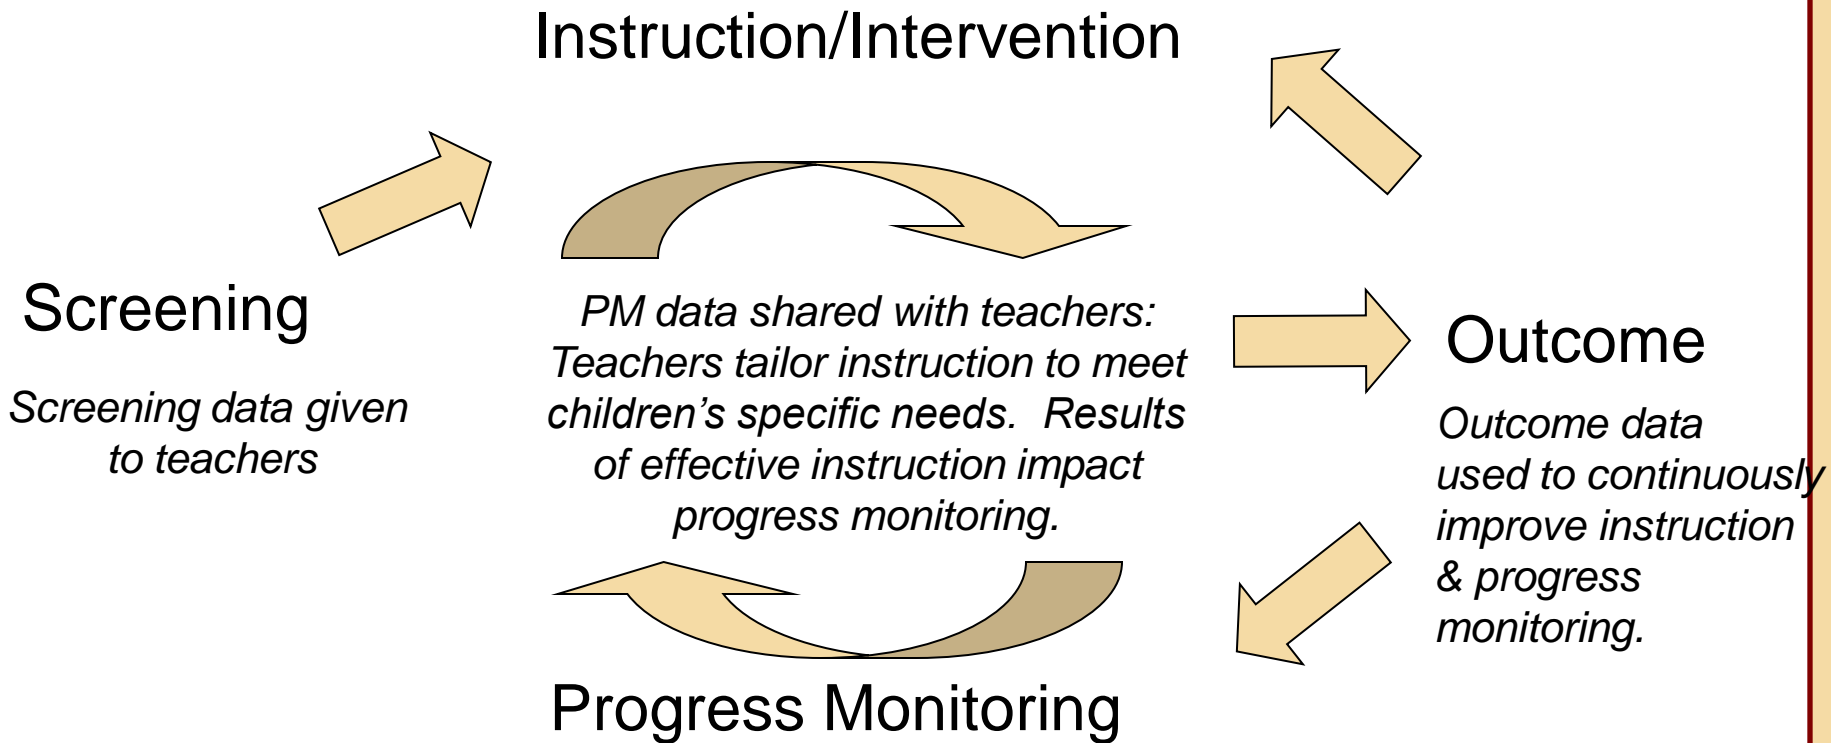 Instruction/Intervention
Screening
Screening data given
to teachers
PM data shared with teachers:
Teachers tailor instruction to meet
children’s specific needs.  Results
of effective instruction impact
progress monitoring.
Outcome
Outcome data
used to continuously
improve instruction
& progress
monitoring.
Progress Monitoring